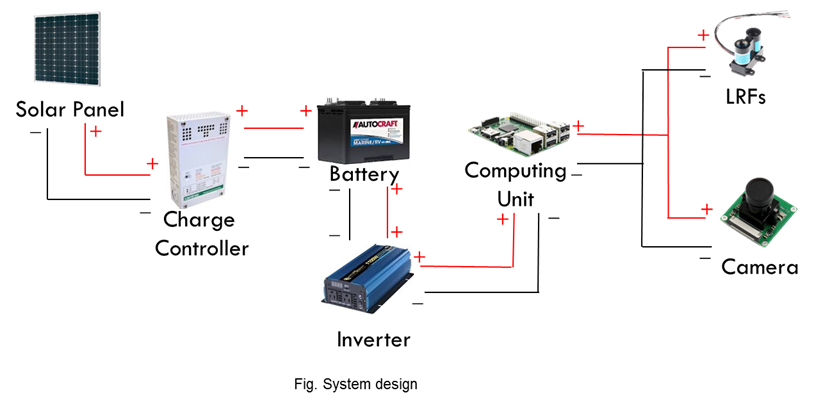 Solar Panel
Charge
Controller
AUTOCRAFT
MARINE/RV
Battery
Inverter
Computing
Unit
LRFs
Camera
Fig. System design